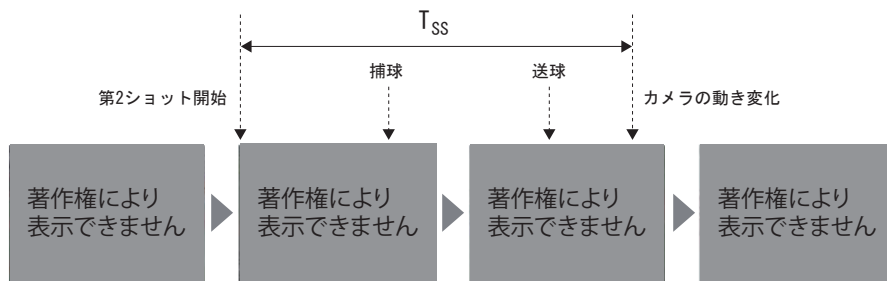 T_SS
捕球
送球
第2ショット開始
カメラの動き変化
著作権により
表示できません
著作権により
表示できません
著作権により
表示できません
著作権により
表示できません